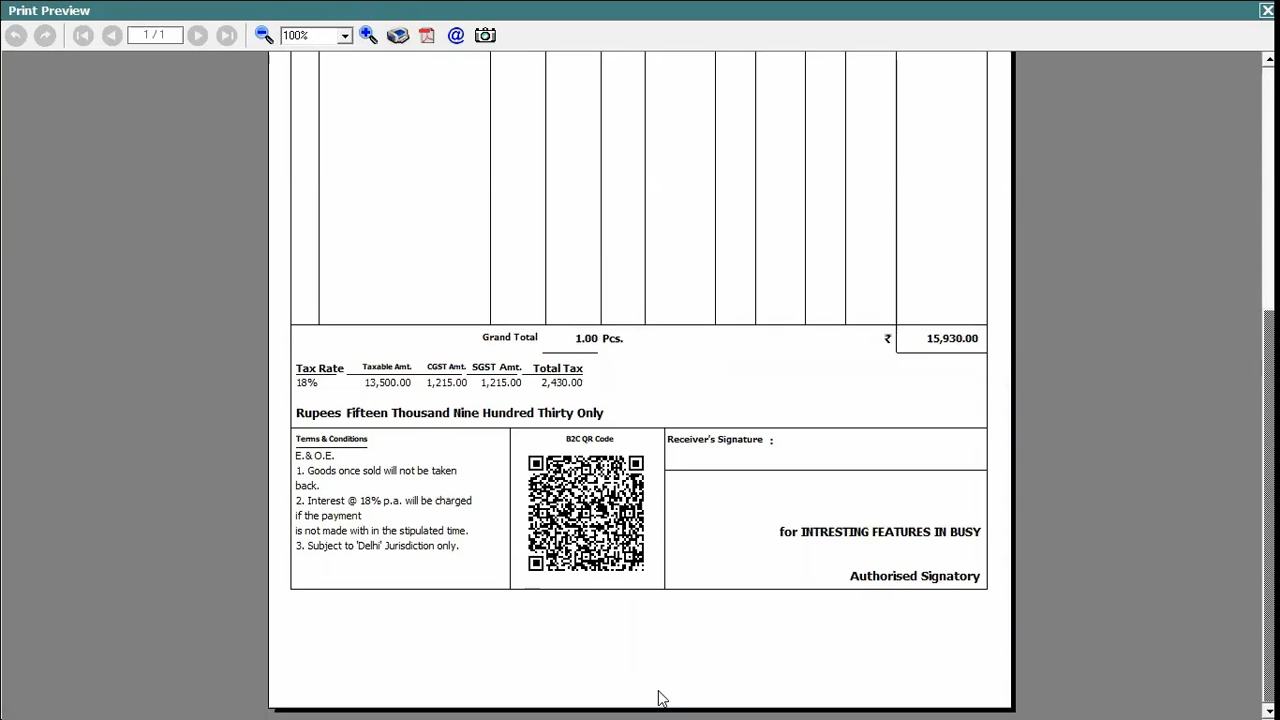 Print Preview
1 / 1
100%
@
Grand Total 1.00 Pcs. ₹ 15,930.00
Tax Rate Taxable Amt. CGST Amt. SGST Amt. Total Tax
18% 13,500.00 1,215.00 1,215.00 2,430.00
Rupees Fifteen Thousand Nine Hundred Thirty Only
Terms & Conditions
E.& O.E.
1. Goods once sold will not be taken
back.
2. Interest @ 18% p.a. will be charged
if the payment
is not made with in the stipulated time.
3. Subject to 'Delhi' Jurisdiction only.
B2C QR Code
Receiver's Signature :
for INTRESTING FEATURES IN BUSY
Authorised Signatory